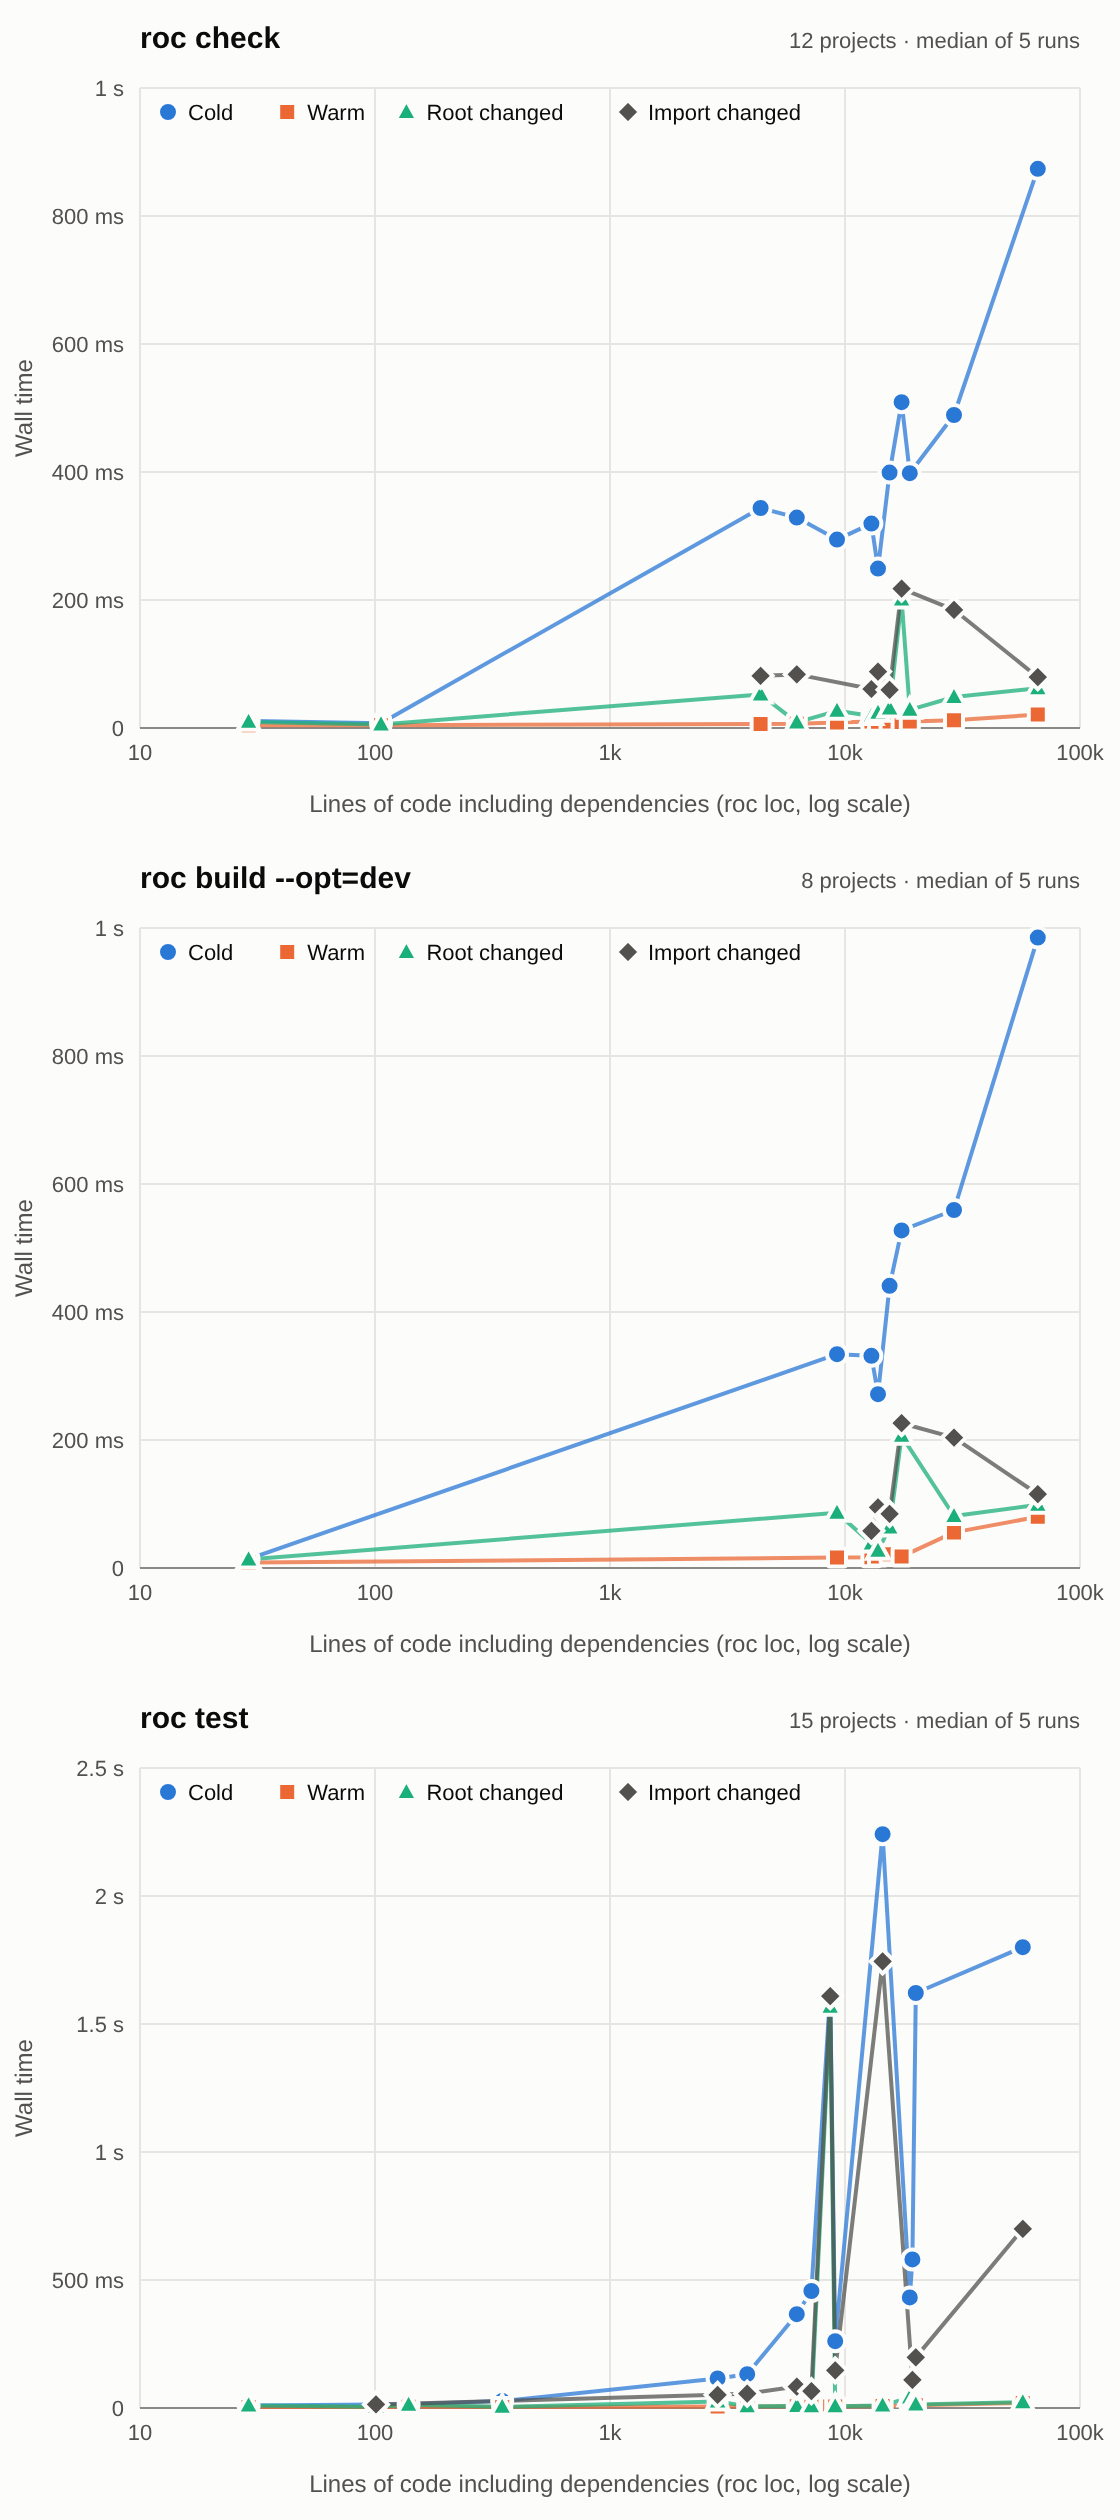 roc check
12 projects · median of 5 runs
1 s
Cold Warm Root changed Import changed
800 ms
600 ms
Wall time
400 ms
200 ms
0
10 100 1k 10k 100k
Lines of code including dependencies (roc loc, log scale)
roc build --opt=dev
8 projects · median of 5 runs
1 s
Cold Warm Root changed Import changed
800 ms
600 ms
Wall time
400 ms
200 ms
0
10 100 1k 10k 100k
Lines of code including dependencies (roc loc, log scale)
roc test
15 projects · median of 5 runs
2.5 s
Cold Warm Root changed Import changed
2 s
1.5 s
Wall time
1 s
500 ms
0
10 100 1k 10k 100k
Lines of code including dependencies (roc loc, log scale)